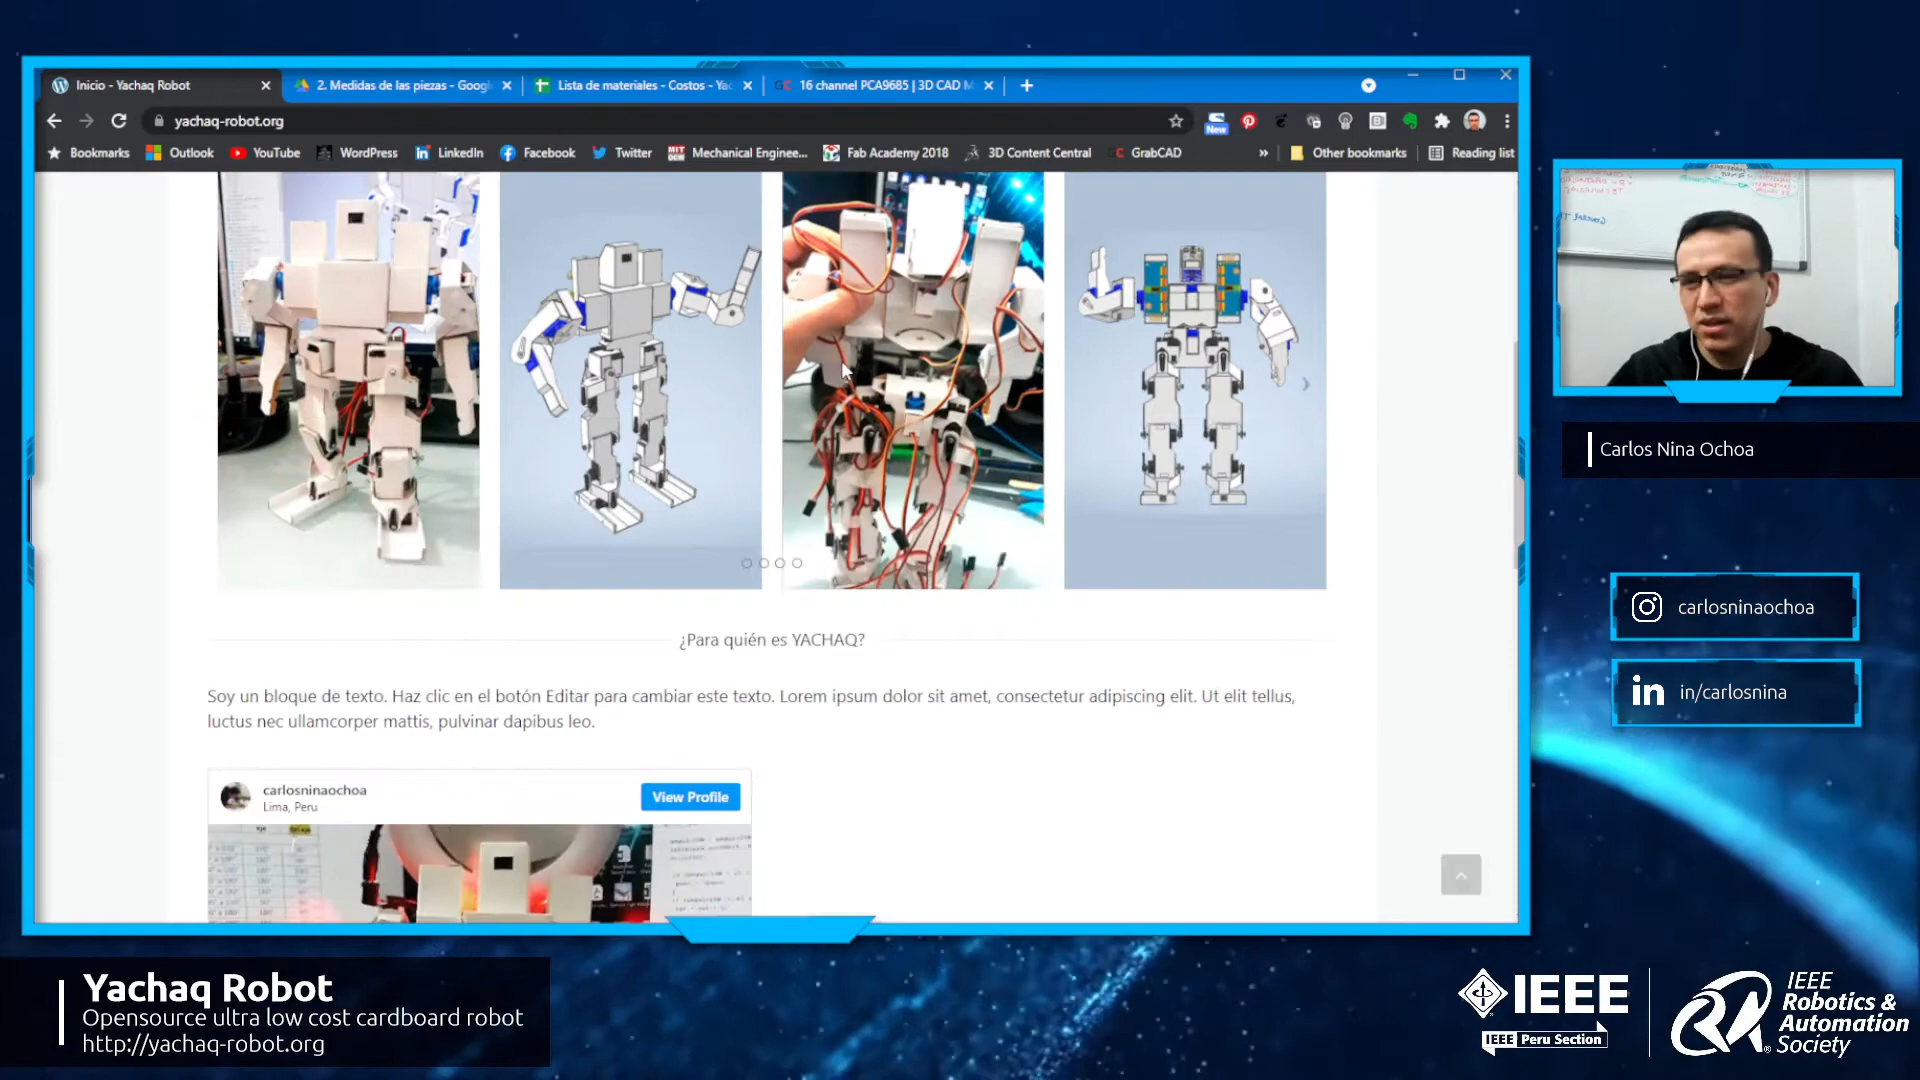 Inicio - Yachaq Robot
2. Medidas de las piezas - Googl
Lista de materiales - Costos - Yac
GC 16 channel PCA9685 | 3D CAD M
yachaq-robot.org
New
Bookmarks
Outlook
YouTube
WordPress
LinkedIn
Facebook
Twitter
MIT OCW
Mechanical Enginee...
Fab Academy 2018
3D Content Central
GrabCAD
»
Other bookmarks
Reading list
¿Para quién es YACHAQ?
Soy un bloque de texto. Haz clic en el botón Editar para cambiar este texto. Lorem ipsum dolor sit amet, consectetur adipiscing elit. Ut elit tellus,
luctus nec ullamcorper mattis, pulvinar dapibus leo.
carlosninaochoa
Lima, Peru
View Profile
Carlos Nina Ochoa
carlosninaochoa
in/carlosnina
Yachaq Robot
Opensource ultra low cost cardboard robot
http://yachaq-robot.org
IEEE
IEEE Peru Section
IEEE
Robotics &
Automation
Society